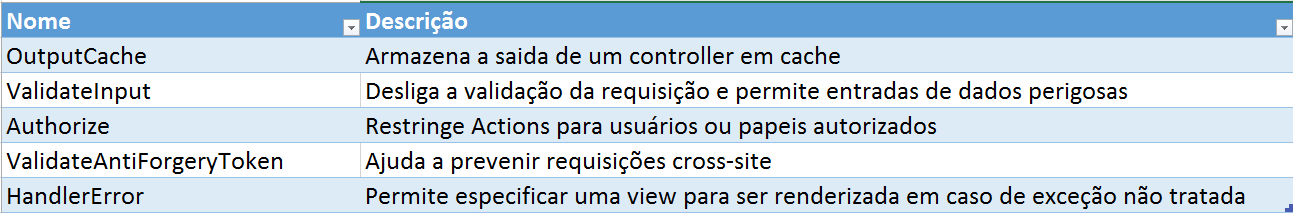 Nome Descrição
OutputCache Armazena a saida de um controller em cache
ValidateInput Desliga a validação da requisição e permite entradas de dados perigosas
Authorize Restringe Actions para usuários ou papeis autorizados
ValidateAntiForgeryToken Ajuda a prevenir requisições cross-site
HandlerError Permite especificar uma view para ser renderizada em caso de exceção não tratada